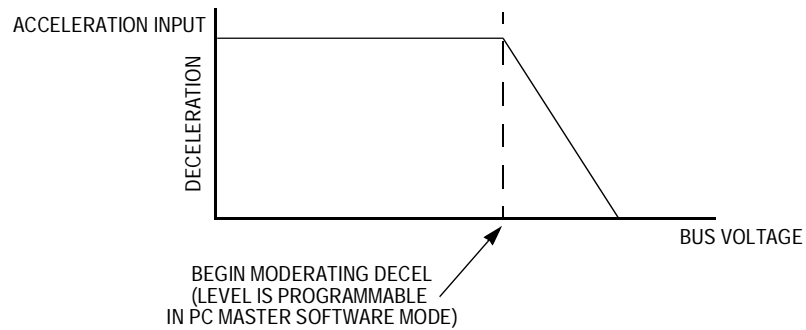 ACCELERATION INPUT
DECELERATION
BUS VOLTAGE
BEGIN MODERATING DECEL
(LEVEL IS PROGRAMMABLE
IN PC MASTER SOFTWARE MODE)